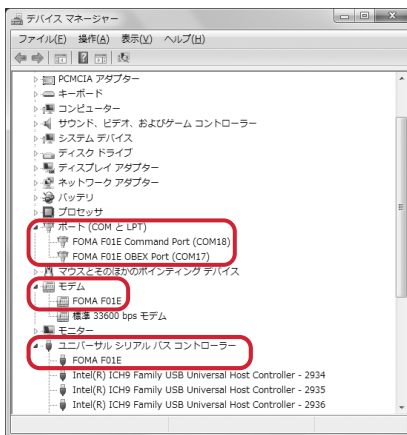 デバイス マネージャー
ファイル(F) 操作(A) 表示(V) ヘルプ(H)
PCMCIA アダプター
キーボード
コンピューター
サウンド、ビデオ、およびゲーム コントローラー
システム デバイス
ディスク ドライブ
ディスプレイ アダプター
ネットワーク アダプター
バッテリ
プロセッサ
ポート (COM と LPT)
FOMA F01E Command Port (COM18)
FOMA F01E OBEX Port (COM17)
マウスとそのほかのポインティング デバイス
モデム
FOMA F01E
標準 33600 bps モデム
モニター
ユニバーサル シリアル バス コントローラー
FOMA F01E
Intel(R) ICH9 Family USB Universal Host Controller - 2934
Intel(R) ICH9 Family USB Universal Host Controller - 2935
Intel(R) ICH9 Family USB Universal Host Controller - 2936